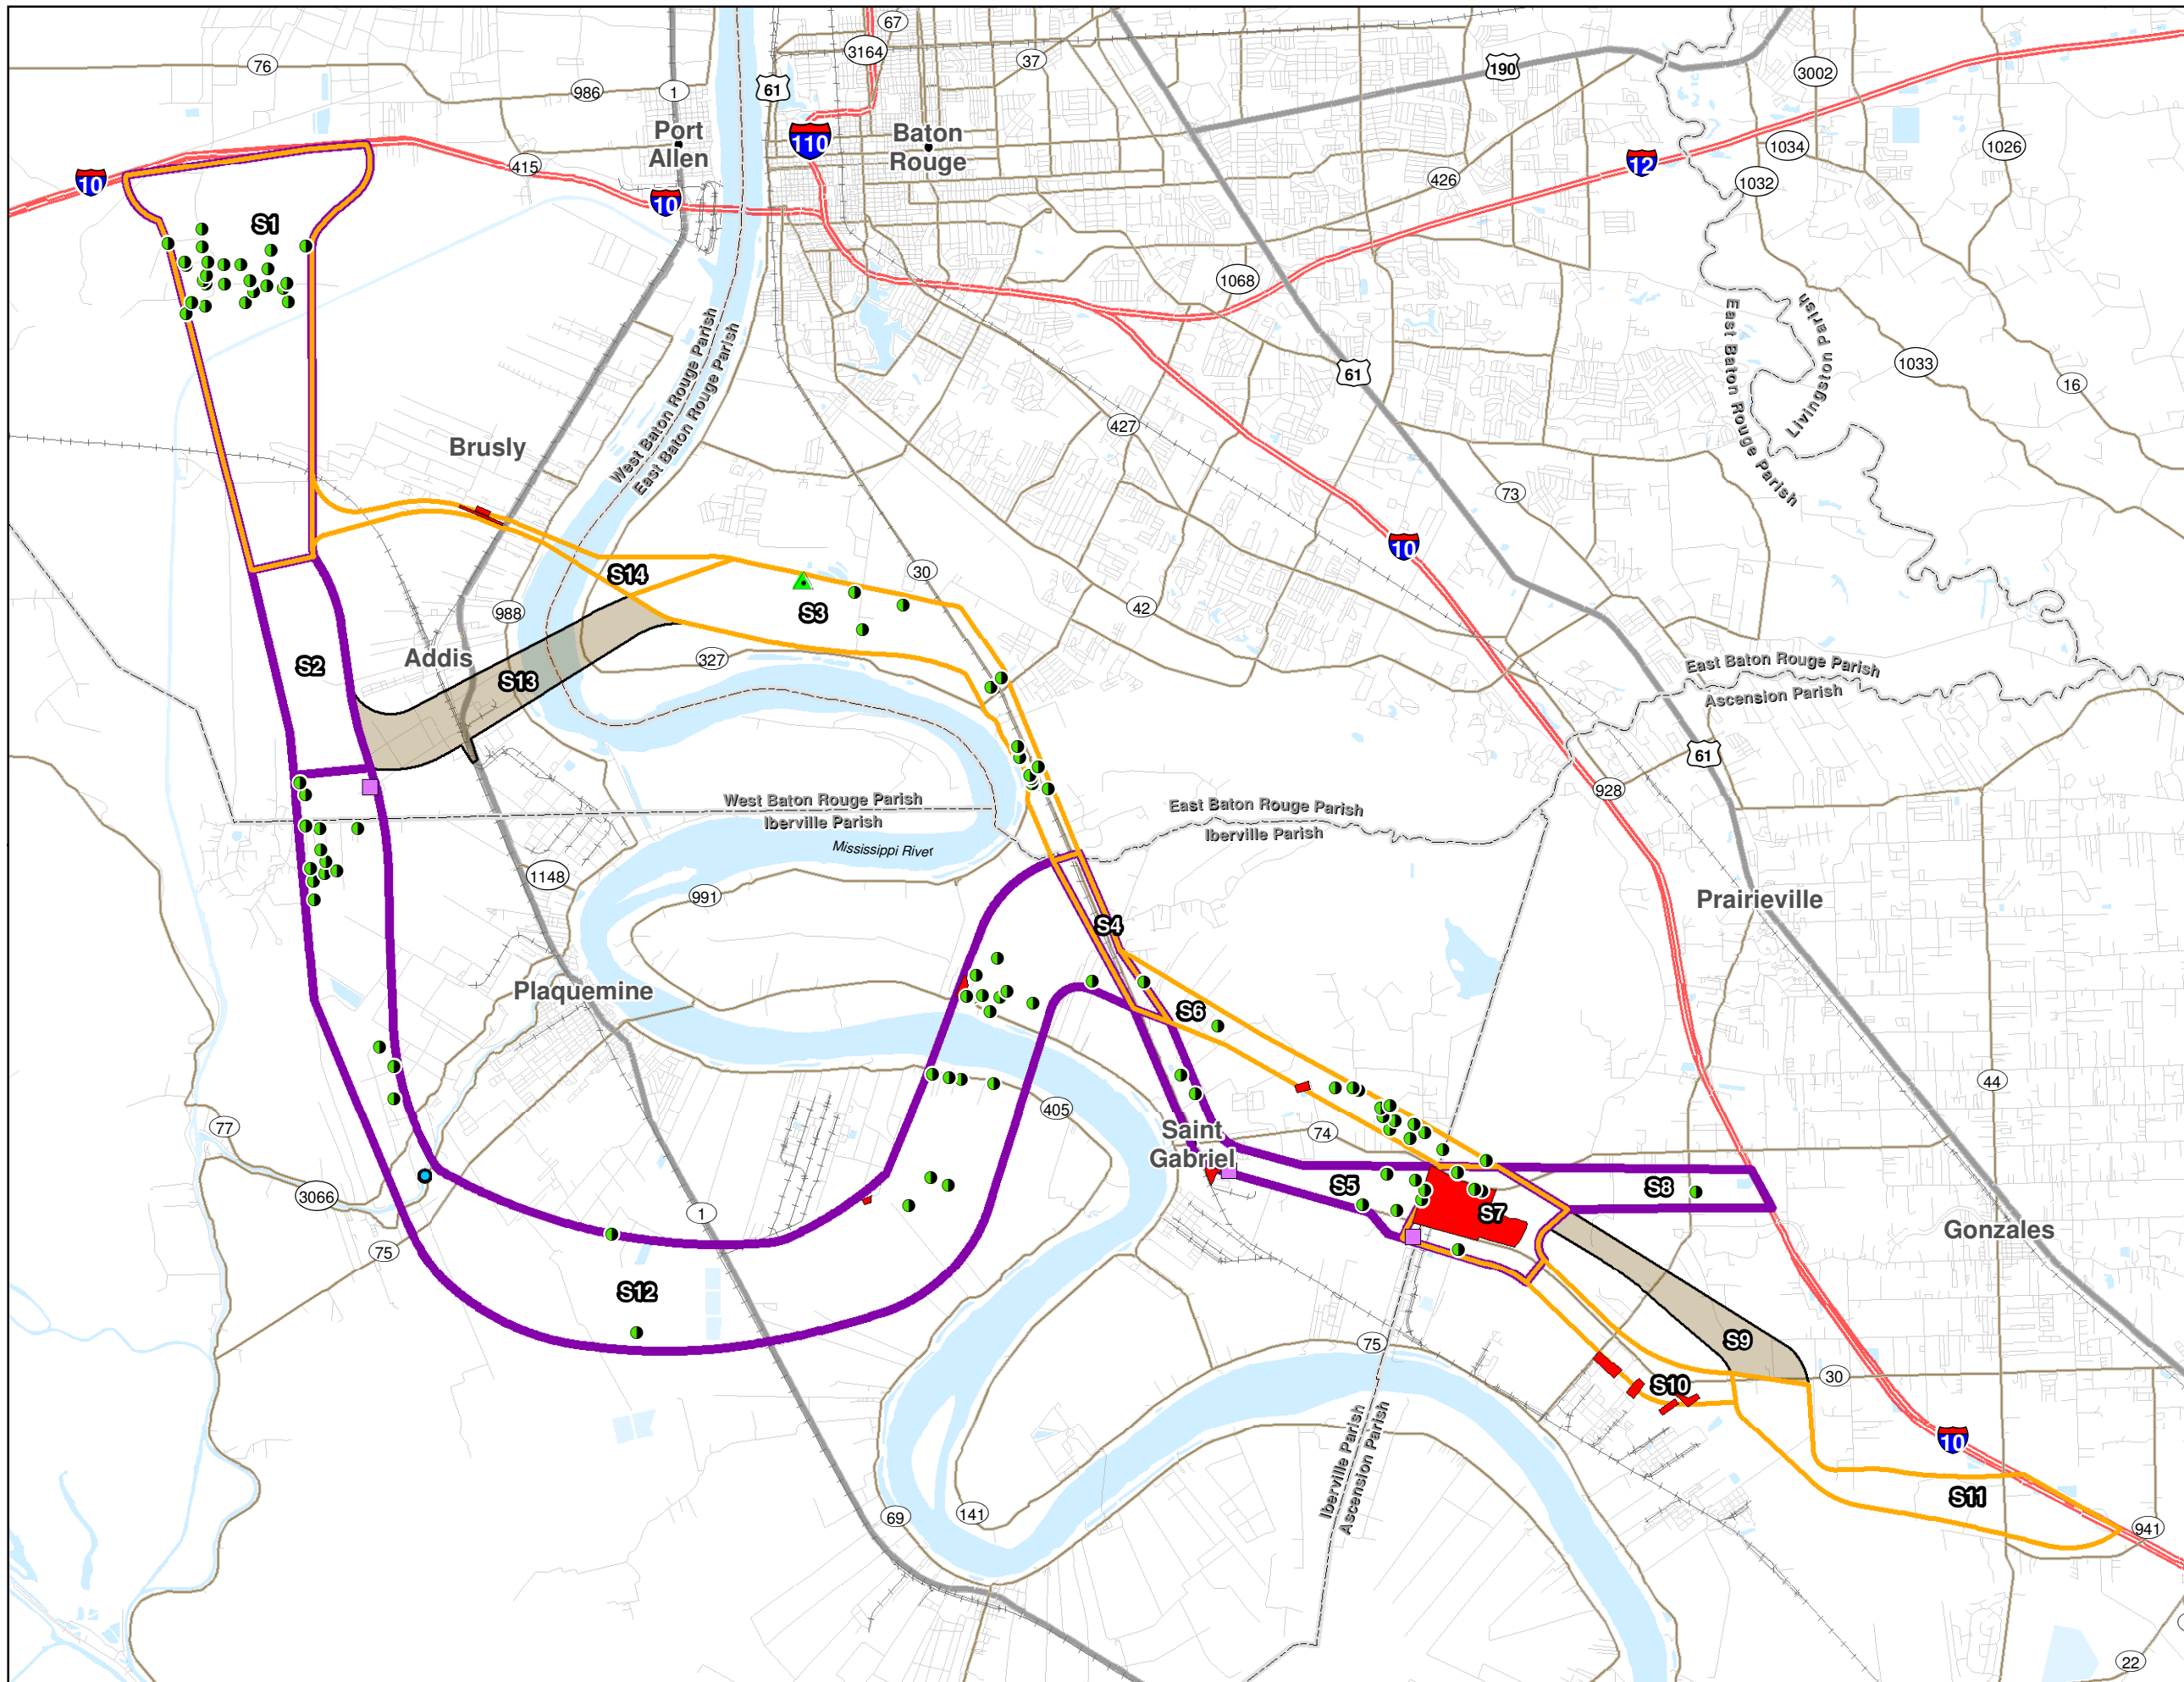 67
3164
37
61
190
3002
76
986
1
110
Baton
Rouge
Port
Allen
415
10
10
12
1034
1026
1032
426
S1
1068
West Baton Rouge Parish
East Baton Rouge Parish
East Baton Rouge Parish
Livingston Parish
61
1033
16
427
Brusly
73
10
30
S14
S3
988
42
Addis
S2
S13
327
East Baton Rouge Parish
Ascension Parish
61
928
West Baton Rouge Parish
Iberville Parish
East Baton Rouge Parish
Iberville Parish
Mississippi River
1148
991
Prairieville
S4
Plaquemine
S6
44
405
77
Saint
Gabriel
74
3066
S5
S8
S7
1
75
Gonzales
S12
75
S9
30
S10
Iberville Parish
Ascension Parish
10
S11
69
141
941
22